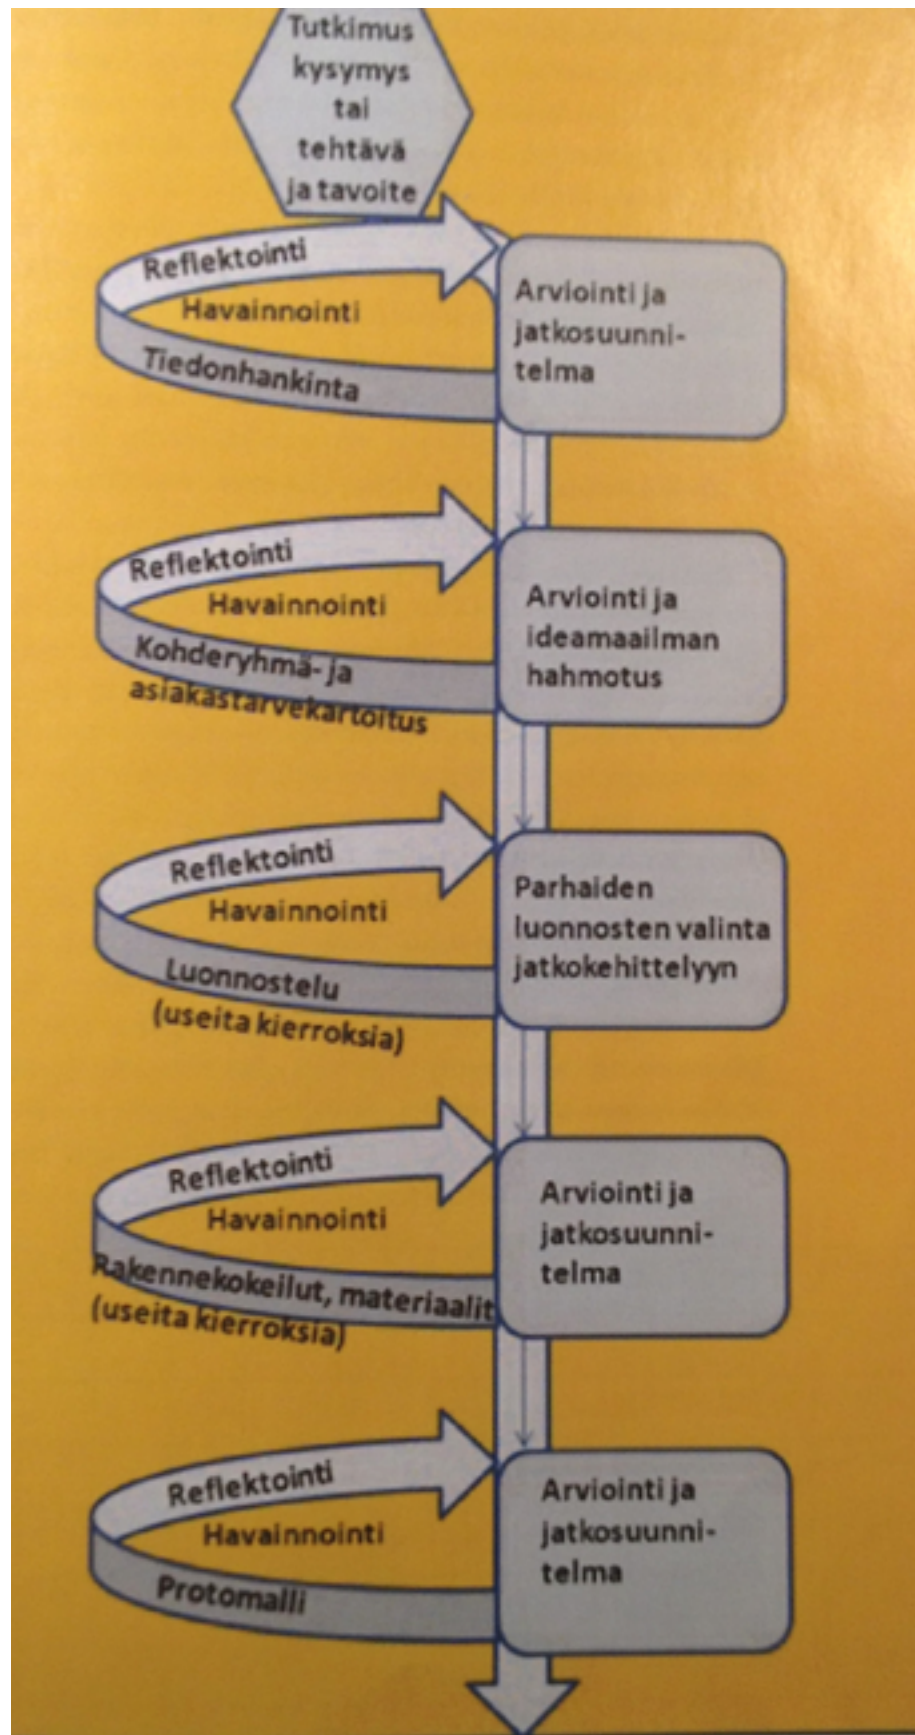 Tutkimus
kysymys
tai
tehtävä
ja tavoite
Reflektointi
Havainnointi
Tiedonhankinta
Arviointi ja
jatkosuunni-
telma
Reflektointi
Havainnointi
Kohderyhmä- ja
asiakastarvekartoitus
Arviointi ja
ideamaailman
hahmotus
Reflektointi
Havainnointi
Luonnostelu
(useita kierroksia)
Parhaiden
luonnosten valinta
jatkokehittelyyn
Reflektointi
Havainnointi
Rakennekokeilut, materiaalit
(useita kierroksia)
Arviointi ja
jatkosuunni-
telma
Reflektointi
Havainnointi
Protomalli
Arviointi ja
jatkosuunni-
telma